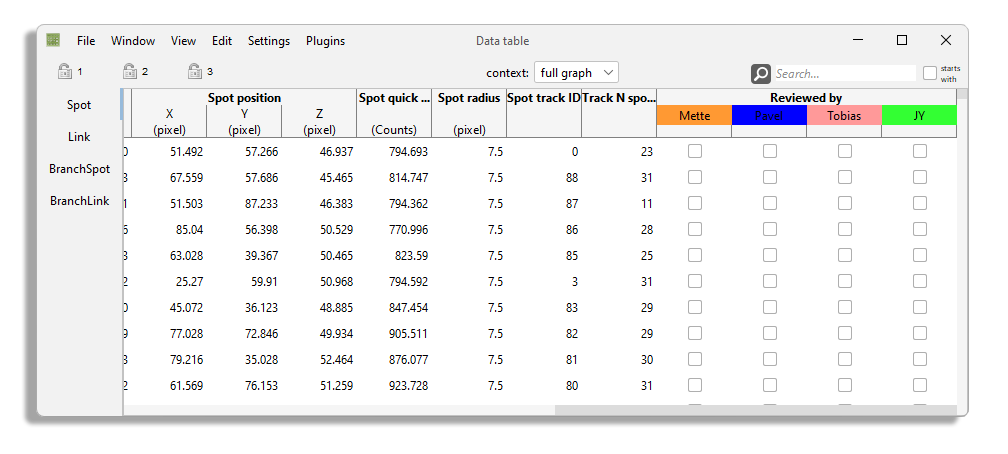 File Window View Edit Settings Plugins Data table
1 2 3 context: full graph Search... starts with
Spot
Link
BranchSpot
BranchLink
Spot position Spot quick ... Spot radius Spot track ID Track N spo... Reviewed by
X Y Z Mette Pavel Tobias JY
(pixel) (pixel) (pixel) (Counts) (pixel)
0 51.492 57.266 46.937 794.693 7.5 0 23
67.559 57.686 45.465 814.747 7.5 88 31
1 51.503 87.233 46.383 794.362 7.5 87 11
85.04 56.398 50.529 770.996 7.5 86 28
63.028 39.367 50.465 823.59 7.5 85 25
2 25.27 59.91 50.968 794.592 7.5 3 31
0 45.072 36.123 48.885 847.454 7.5 83 29
9 77.028 72.846 49.934 905.511 7.5 82 29
79.216 35.028 52.464 876.077 7.5 81 30
2 61.569 76.153 51.259 923.728 7.5 80 31